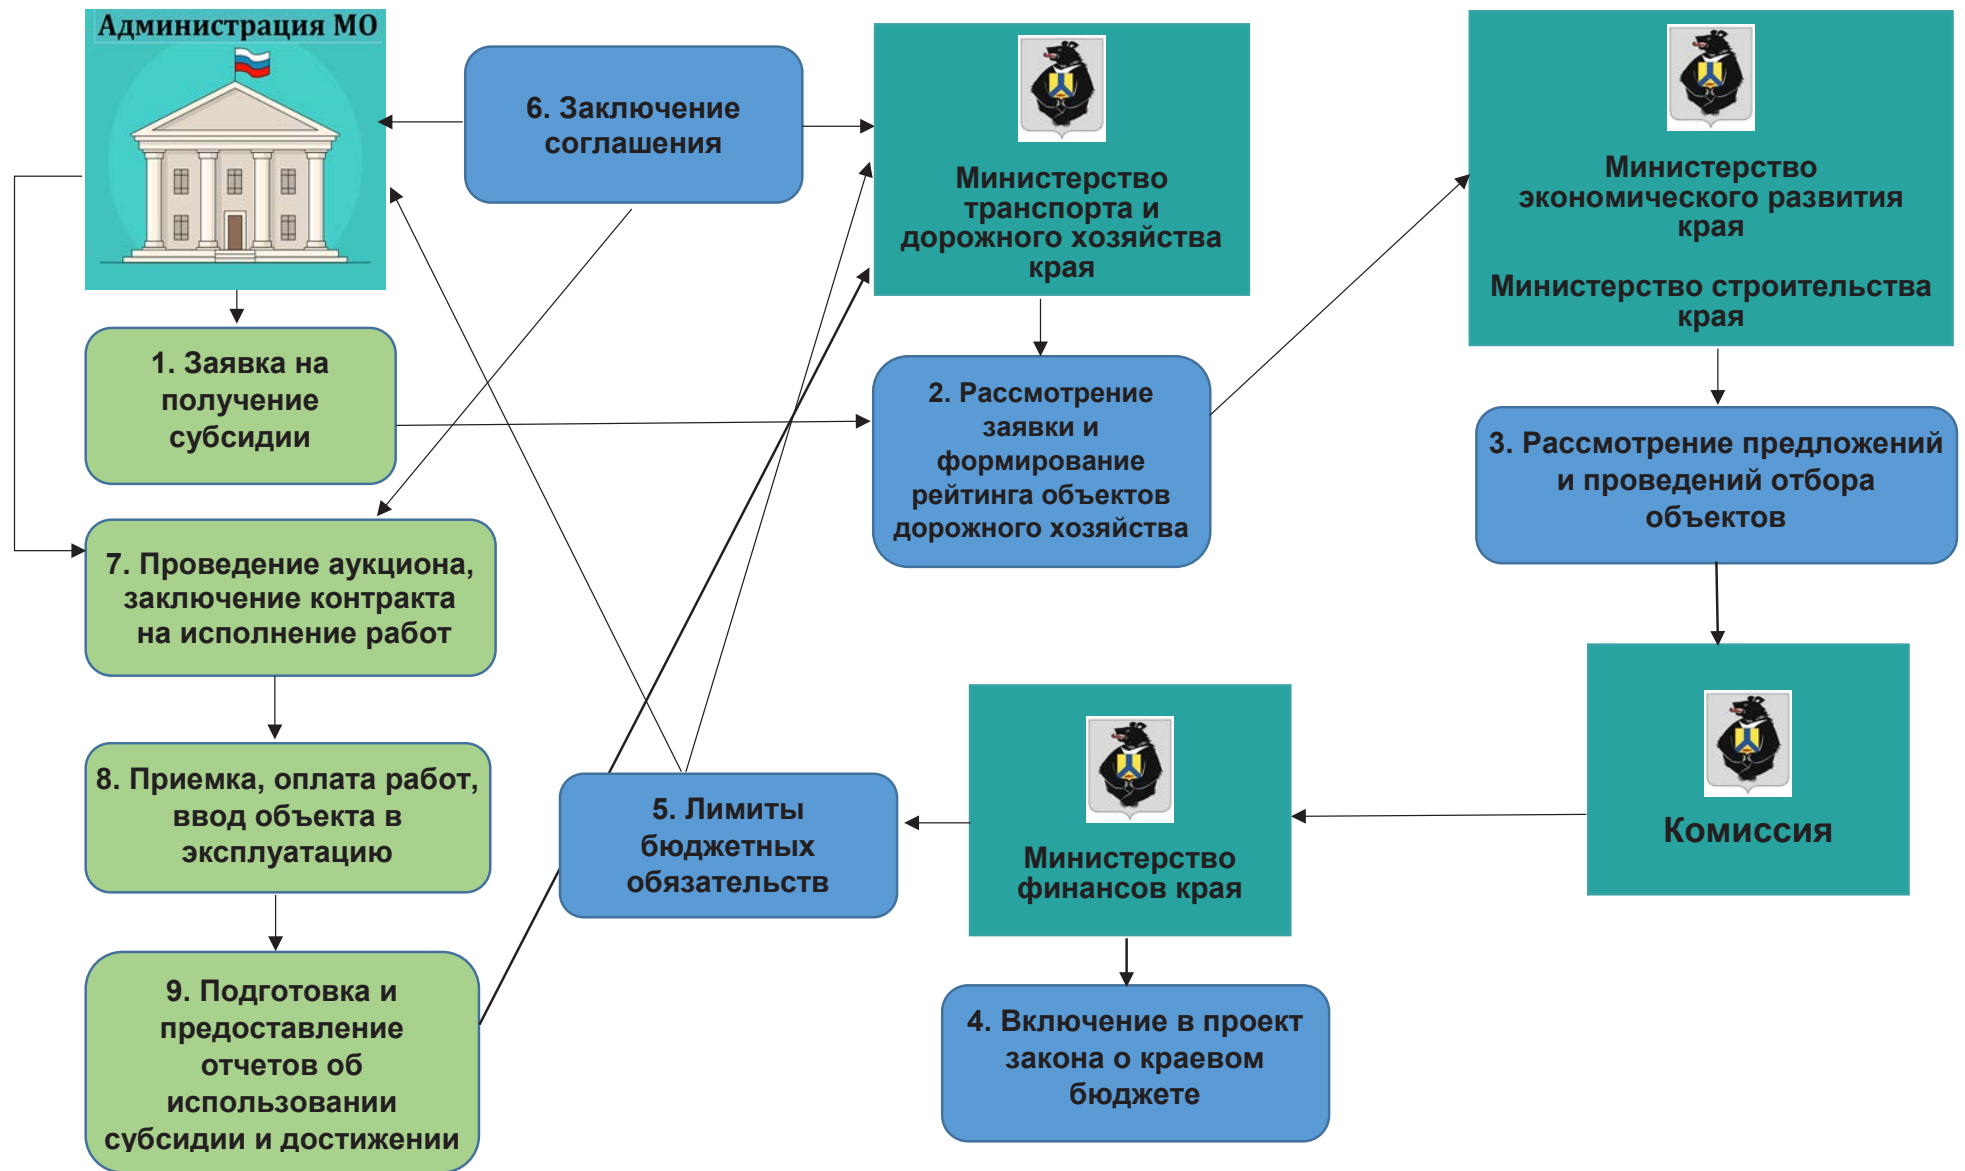 Администрация МО
6. Заключение
соглашения
Министерство
транспорта и
дорожного хозяйства
края
Министерство
экономического развития
края
Министерство строительства
края
1. Заявка на
получение
субсидии
2. Рассмотрение
заявки и
формирование
рейтинга объектов
дорожного хозяйства
3. Рассмотрение предложений
и проведений отбора
объектов
7. Проведение аукциона,
заключение контракта
на исполнение работ
8. Приемка, оплата работ,
ввод объекта в
эксплуатацию
5. Лимиты
бюджетных
обязательств
Министерство
финансов края
Комиссия
9. Подготовка и
предоставление
отчетов об
использовании
субсидии и достижении
4. Включение в проект
закона о краевом
бюджете